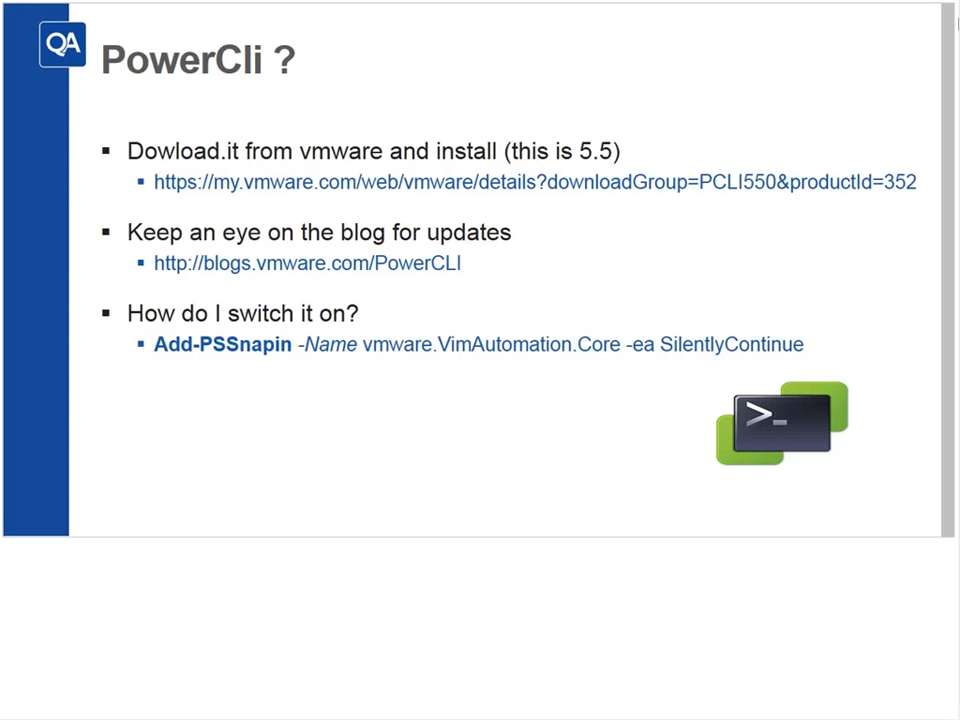 QA
PowerCli ?
▪ Dowload.it from vmware and install (this is 5.5)
▪ https://my.vmware.com/web/vmware/details?downloadGroup=PCLI550&productId=352
▪ Keep an eye on the blog for updates
▪ http://blogs.vmware.com/PowerCLI
▪ How do I switch it on?
▪ Add-PSSnapin -Name vmware.VimAutomation.Core -ea SilentlyContinue
>_